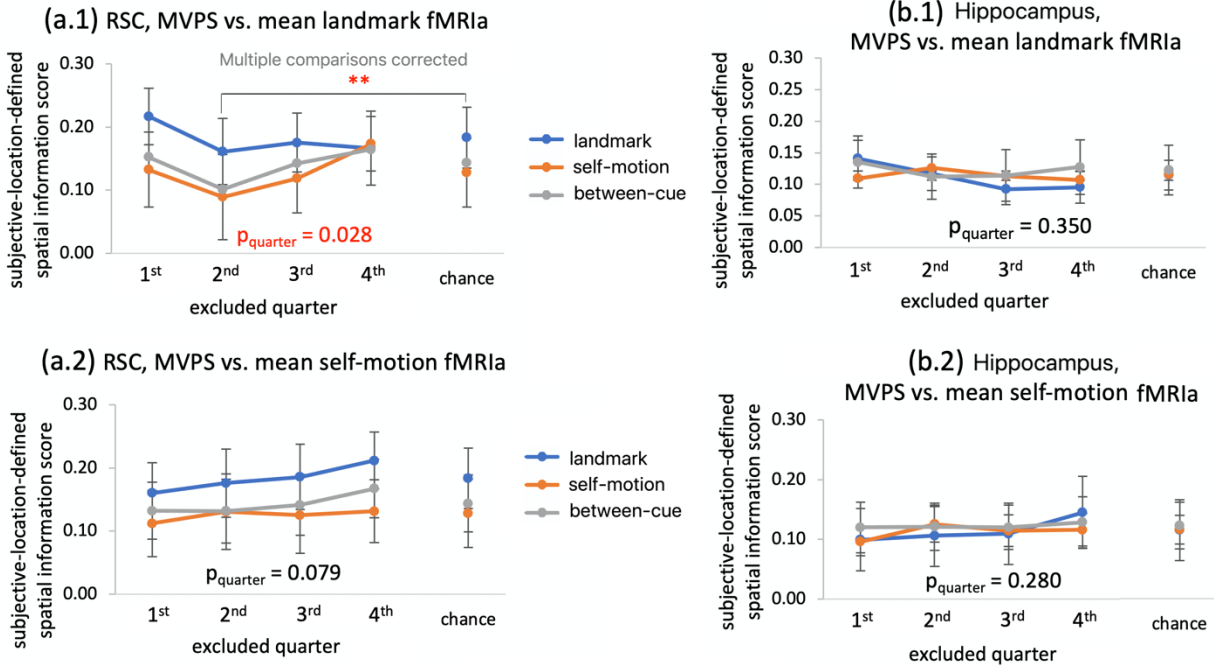 (a.1) RSC, MVPS vs. mean landmark fMRIa
Multiple comparisons corrected
**
subjective-location-defined
spatial information score
0.30
0.20
0.10
0.00
p_quarter = 0.028
1st
2nd
3rd
4th
chance
excluded quarter
landmark
self-motion
between-cue
(b.1) Hippocampus,
MVPS vs. mean landmark fMRIa
subjective-location-defined
spatial information score
0.30
0.25
0.20
0.15
0.10
0.05
0.00
p_quarter = 0.350
1st
2nd
3rd
4th
chance
excluded quarter
(a.2) RSC, MVPS vs. mean self-motion fMRIa
subjective-location-defined
spatial information score
0.30
0.20
0.10
0.00
p_quarter = 0.079
1st
2nd
3rd
4th
chance
excluded quarter
landmark
self-motion
between-cue
(b.2) Hippocampus,
MVPS vs. mean self-motion fMRIa
subjective-location-defined
spatial information score
0.30
0.20
0.10
0.00
p_quarter = 0.280
1st
2nd
3rd
4th
chance
excluded quarter